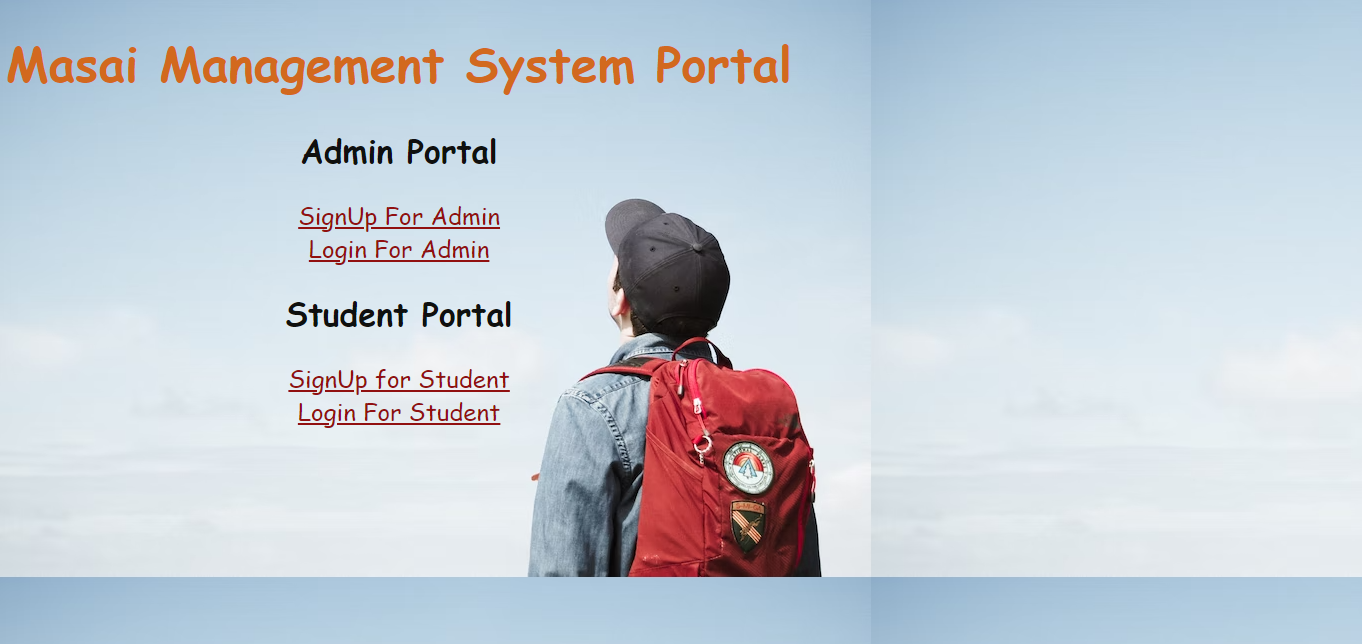 Masai Management System Portal
Admin Portal
SignUp For Admin
Login For Admin
Student Portal
SignUp for Student
Login For Student